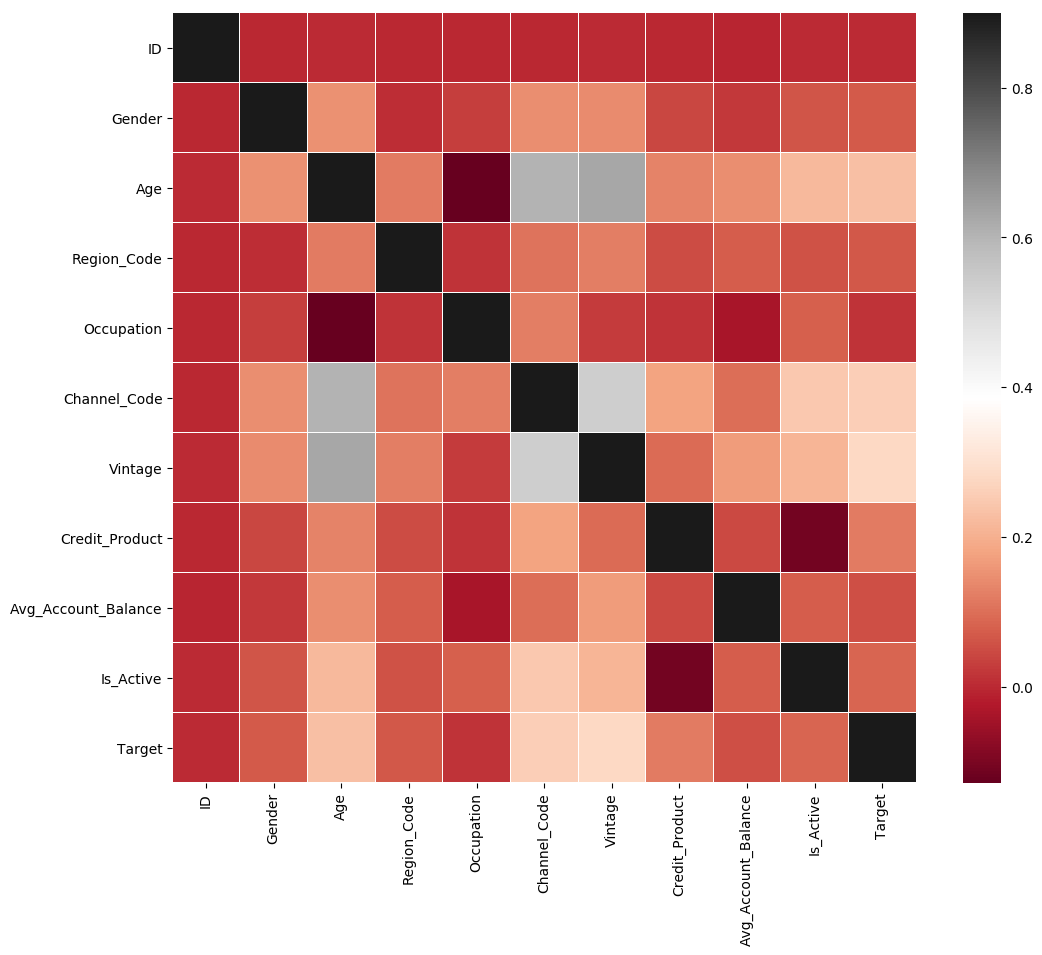 ID
Gender
Age
Region_Code
Occupation
Channel_Code
Vintage
Credit_Product
Avg_Account_Balance
Is_Active
Target
ID
Gender
Age
Region_Code
Occupation
Channel_Code
Vintage
Credit_Product
Avg_Account_Balance
Is_Active
Target
0.8
0.6
0.4
0.2
0.0